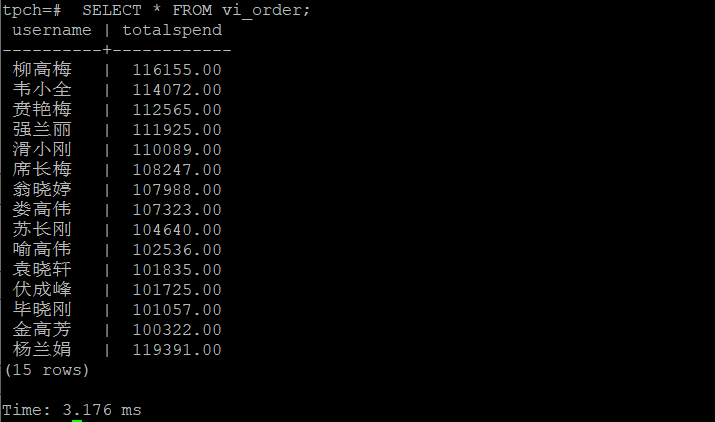 tpch=#  SELECT * FROM vi_order;
 username | totalspend
----------+------------
 柳高梅   |  116155.00
 韦小全   |  114072.00
 贲艳梅   |  112565.00
 强兰丽   |  111925.00
 滑小刚   |  110089.00
 席长梅   |  108247.00
 翁晓婷   |  107988.00
 娄高伟   |  107323.00
 苏长刚   |  104640.00
 喻高伟   |  102536.00
 袁晓轩   |  101835.00
 伏成峰   |  101725.00
 毕晓刚   |  101057.00
 金高芳   |  100322.00
 杨兰娟   |  119391.00
(15 rows)
Time: 3.176 ms